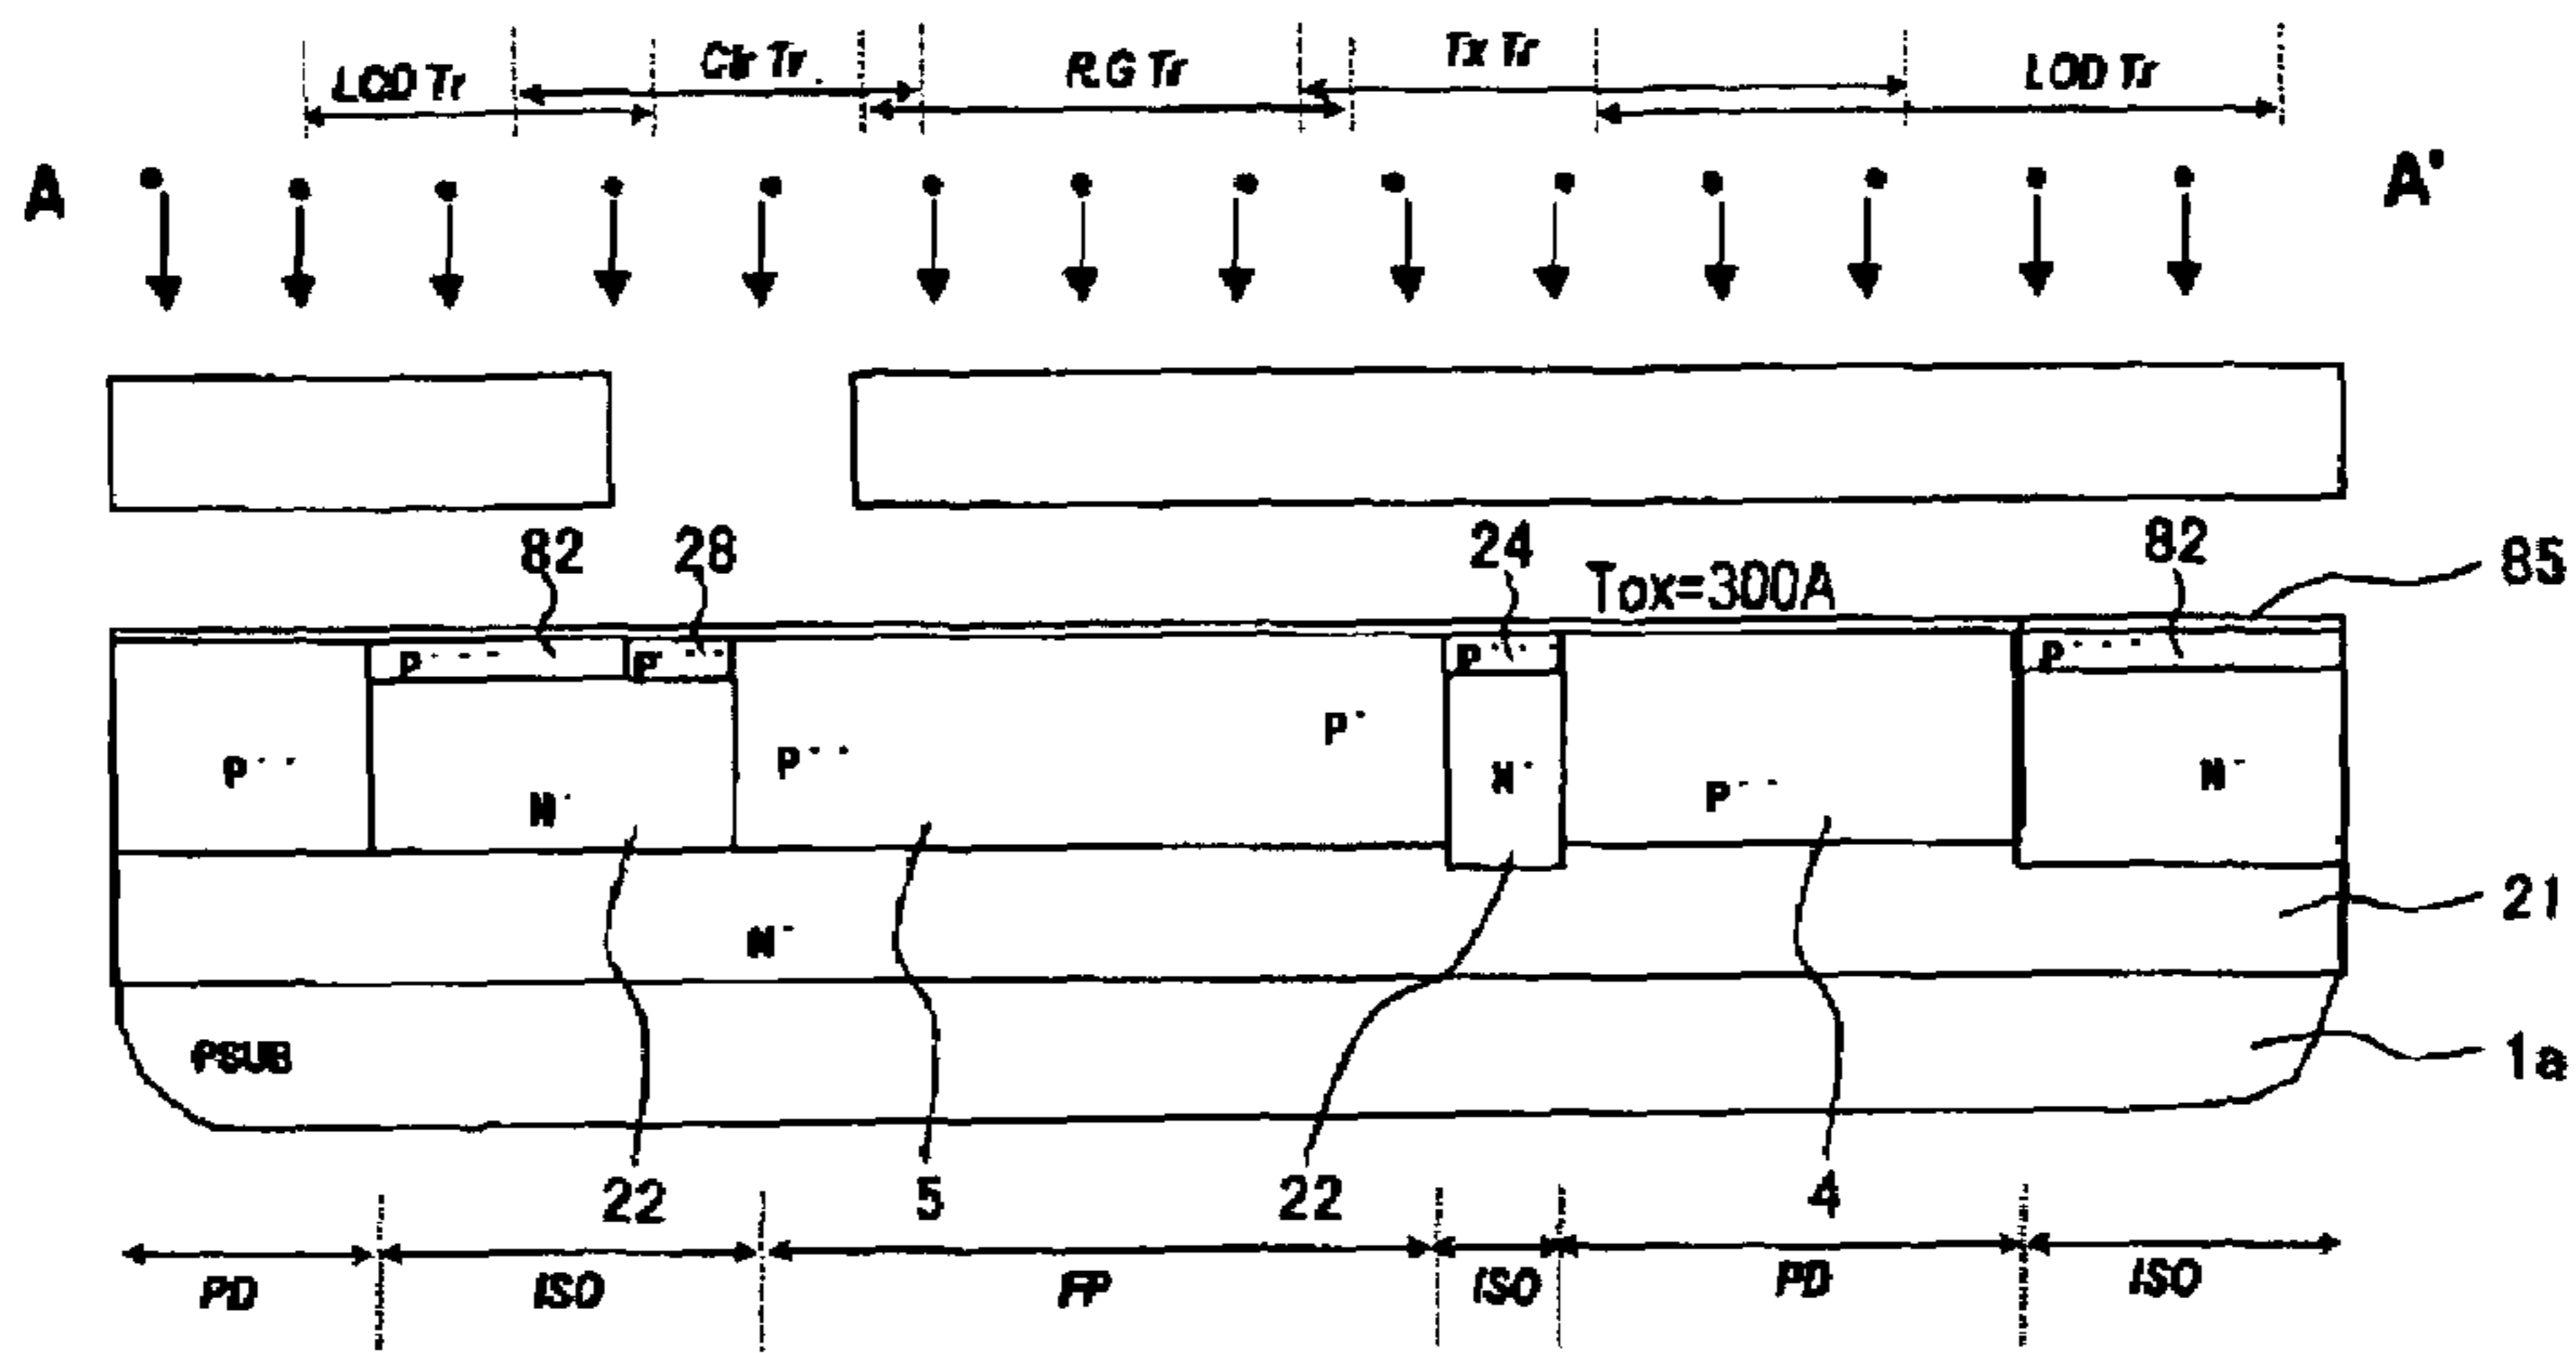 LOD Tr Clr Tr RG Tr Tx Tr LOD Tr
A A'
82 28 24 Tox=300A 82 85
P--- P--- P--- P---
P-- N- P-- P- N- P-- N-
N- 21
PSUB 1a
22 5 22 4
PD ISO FP ISO PD ISO